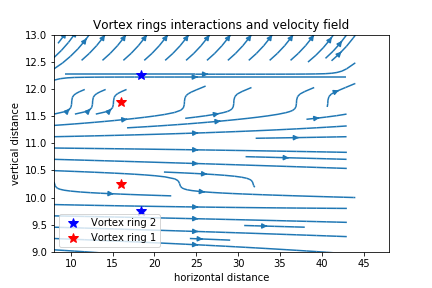 Vortex rings interactions and velocity field
13.0
12.5
12.0
11.5
11.0
10.5
10.0
9.5
9.0
vertical distance
Vortex ring 2
Vortex ring 1
10 15 20 25 30 35 40 45
horizontal distance